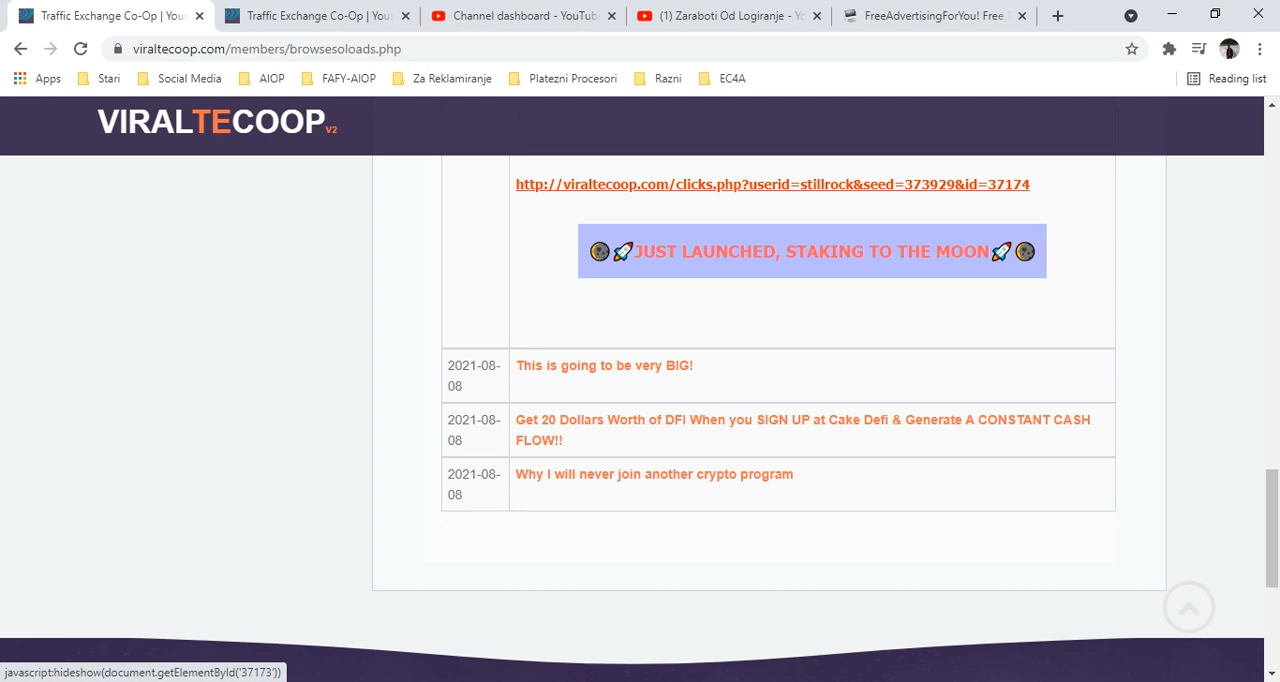 Traffic Exchange Co-Op | Your
Traffic Exchange Co-Op | Your
Channel dashboard - YouTube
(1) Zaraboti Od Logiranje - Yo
FreeAdvertisingForYou! Free T
viraltecoop.com/members/browsesoloads.php
Apps
Stari
Social Media
AIOP
FAFY-AIOP
Za Reklamiranje
Platezni Procesori
Razni
EC4A
Reading list
VIRALTECOOP V2
http://viraltecoop.com/clicks.php?userid=stillrock&seed=373929&id=37174
🌑🚀JUST LAUNCHED, STAKING TO THE MOON🚀🌑
2021-08-
08
This is going to be very BIG!
2021-08-
08
Get 20 Dollars Worth of DFI When you SIGN UP at Cake Defi & Generate A CONSTANT CASH
FLOW!!
2021-08-
08
Why I will never join another crypto program
javascript:hideshow(document.getElementById('37173'))